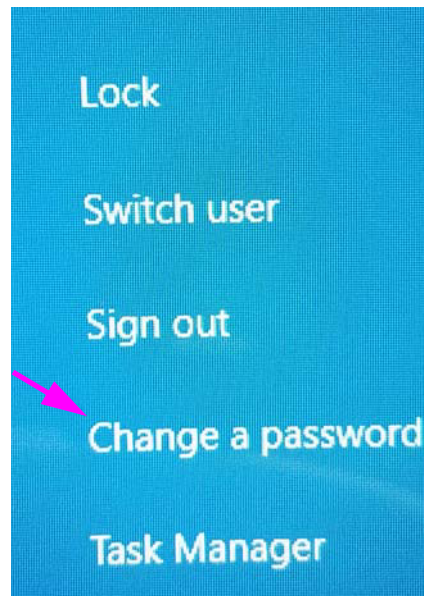 Lock
Switch user
Sign out
Change a password
Task Manager